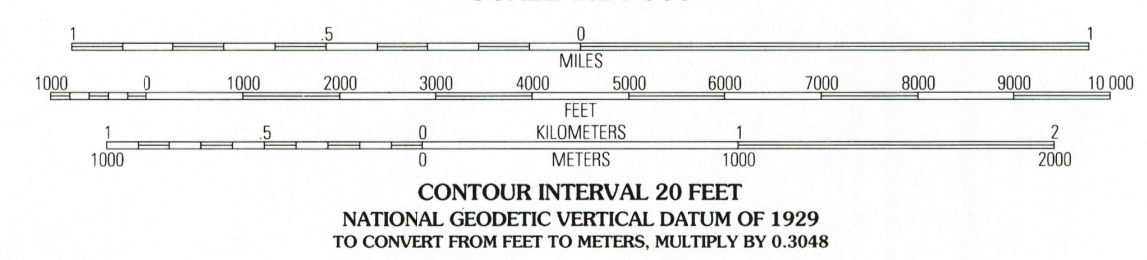 1 .5 0 1
MILES
1000 0 1000 2000 3000 4000 5000 6000 7000 8000 9000 10 000
FEET
1 .5 0 KILOMETERS 1 2
1000 0 METERS 1000 2000
CONTOUR INTERVAL 20 FEET
NATIONAL GEODETIC VERTICAL DATUM OF 1929
TO CONVERT FROM FEET TO METERS, MULTIPLY BY 0.3048